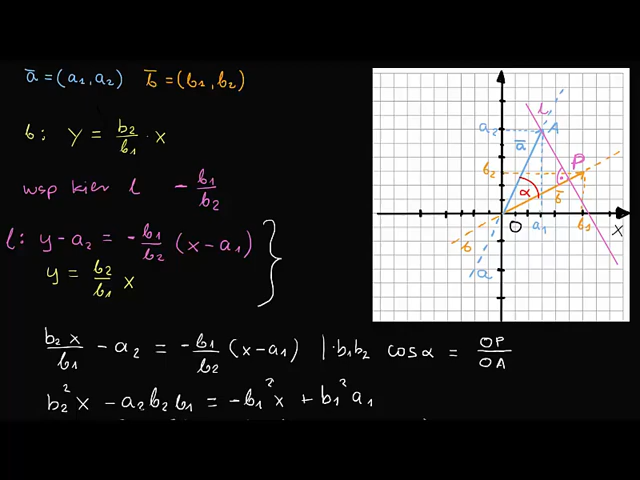 a̅ = (a₁, a₂) b̅ = (b₁, b₂)
b: y = b₂/b₁ · x
wsp kier l - b₁/b₂
l: y - a₂ = - b₁/b₂ (x - a₁)
y = b₂/b₁ x
b₂x/b₁ - a₂ = - b₁/b₂ (x - a₁) | · b₁b₂ cos α = OP/OA
b₂²x - a₂b₂b₁ = -b₁²x + b₁²a₁
l
a₂ A
a̅
P
b₂
α b̅
O a₁ b₁ x
b
a